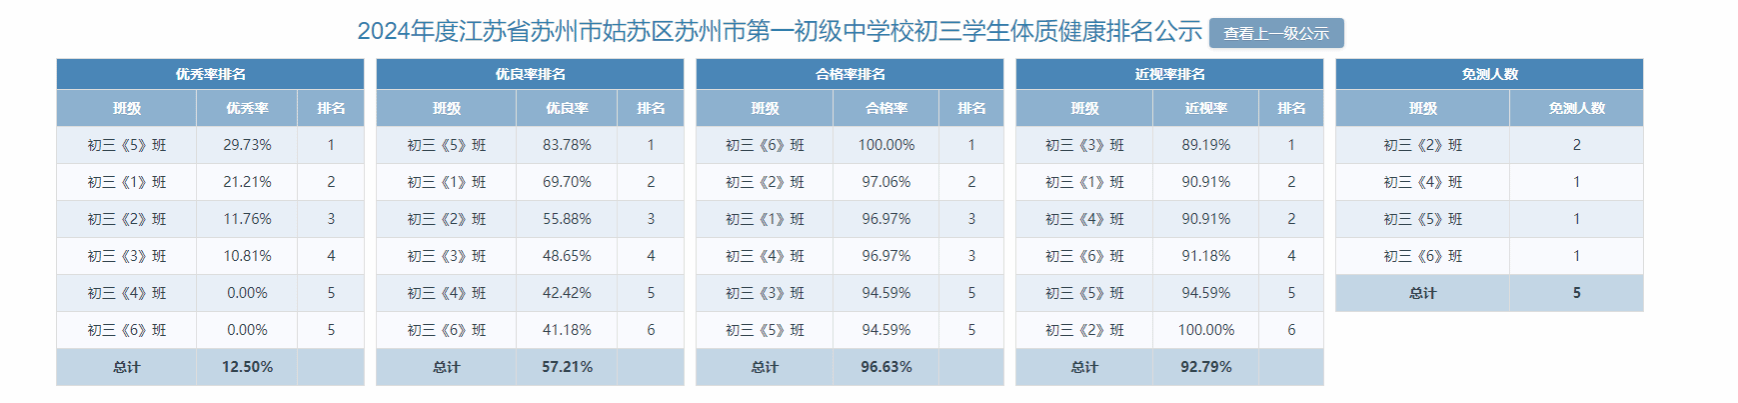 2024年度江苏省苏州市姑苏区苏州市第一初级中学校初三学生体质健康排名公示 查看上一级公示
优秀率排名
班级 优秀率 排名
初三《5》班 29.73% 1
初三《1》班 21.21% 2
初三《2》班 11.76% 3
初三《3》班 10.81% 4
初三《4》班 0.00% 5
初三《6》班 0.00% 5
总计 12.50%
优良率排名
班级 优良率 排名
初三《5》班 83.78% 1
初三《1》班 69.70% 2
初三《2》班 55.88% 3
初三《3》班 48.65% 4
初三《4》班 42.42% 5
初三《6》班 41.18% 6
总计 57.21%
合格率排名
班级 合格率 排名
初三《6》班 100.00% 1
初三《2》班 97.06% 2
初三《1》班 96.97% 3
初三《4》班 96.97% 3
初三《3》班 94.59% 5
初三《5》班 94.59% 5
总计 96.63%
近视率排名
班级 近视率 排名
初三《3》班 89.19% 1
初三《1》班 90.91% 2
初三《4》班 90.91% 2
初三《6》班 91.18% 4
初三《5》班 94.59% 5
初三《2》班 100.00% 6
总计 92.79%
免测人数
班级 免测人数
初三《2》班 2
初三《4》班 1
初三《5》班 1
初三《6》班 1
总计 5